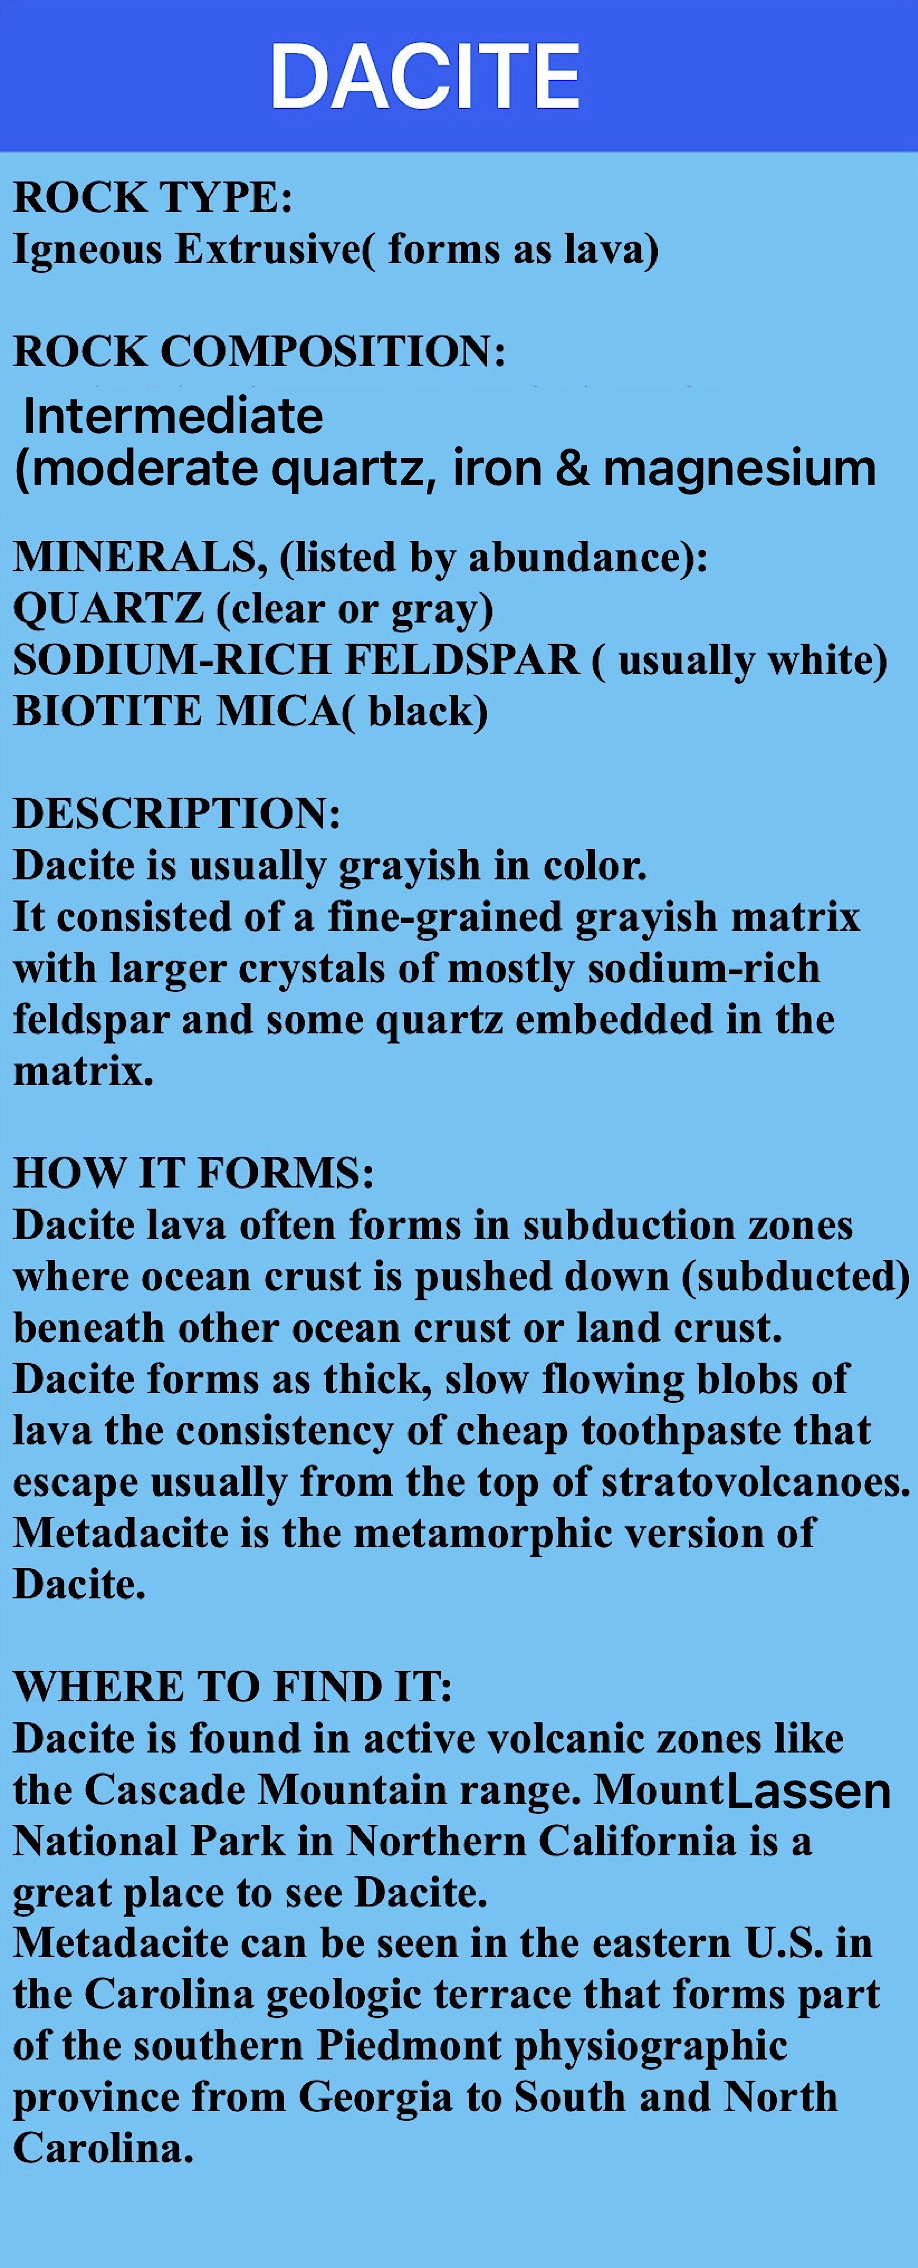 DACITE
ROCK TYPE:
Igneous Extrusive( forms as lava)
ROCK COMPOSITION:
Intermediate
(moderate quartz, iron & magnesium
MINERALS, (listed by abundance):
QUARTZ (clear or gray)
SODIUM-RICH FELDSPAR ( usually white)
BIOTITE MICA( black)
DESCRIPTION:
Dacite is usually grayish in color.
It consisted of a fine-grained grayish matrix
with larger crystals of mostly sodium-rich
feldspar and some quartz embedded in the
matrix.
HOW IT FORMS:
Dacite lava often forms in subduction zones
where ocean crust is pushed down (subducted)
beneath other ocean crust or land crust.
Dacite forms as thick, slow flowing blobs of
lava the consistency of cheap toothpaste that
escape usually from the top of stratovolcanoes.
Metadacite is the metamorphic version of
Dacite.
WHERE TO FIND IT:
Dacite is found in active volcanic zones like
the Cascade Mountain range. Mount Lassen
National Park in Northern California is a
great place to see Dacite.
Metadacite can be seen in the eastern U.S. in
the Carolina geologic terrace that forms part
of the southern Piedmont physiographic
province from Georgia to South and North
Carolina.